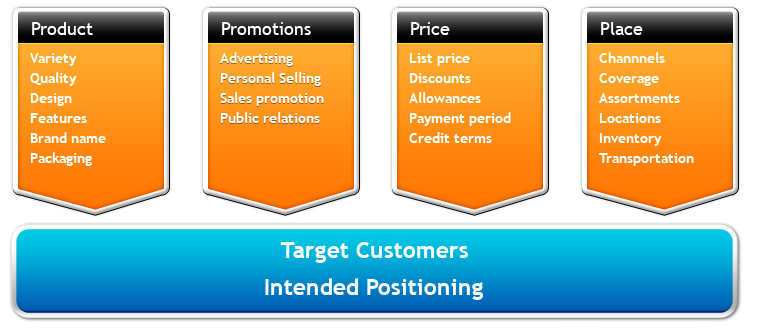 Product
Variety
Quality
Design
Features
Brand name
Packaging
Promotions
Advertising
Personal Selling
Sales promotion
Public relations
Price
List price
Discounts
Allowances
Payment period
Credit terms
Place
Channnels
Coverage
Assortments
Locations
Inventory
Transportation
Target Customers
Intended Positioning